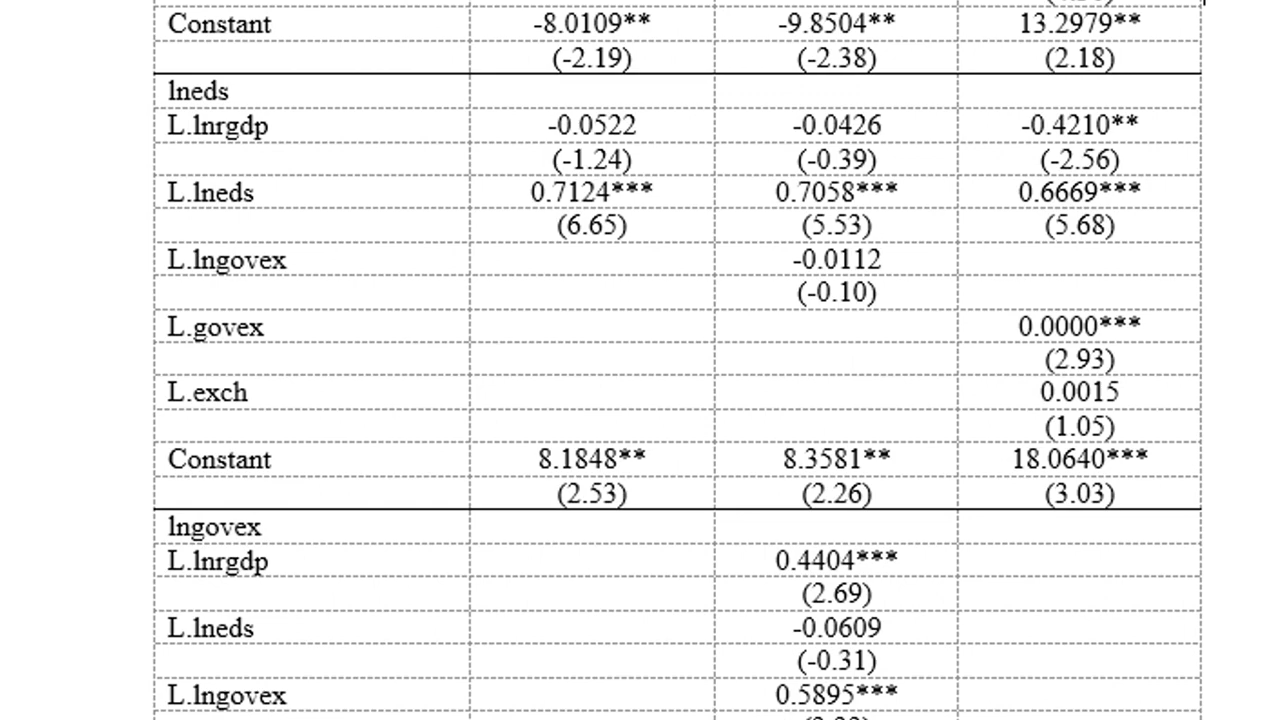 Constant -8.0109** -9.8504** 13.2979**
(-2.19) (-2.38) (2.18)
lneds
L.lnrgdp -0.0522 -0.0426 -0.4210**
(-1.24) (-0.39) (-2.56)
L.lneds 0.7124*** 0.7058*** 0.6669***
(6.65) (5.53) (5.68)
L.lngovex -0.0112
(-0.10)
L.govex 0.0000***
(2.93)
L.exch 0.0015
(1.05)
Constant 8.1848** 8.3581** 18.0640***
(2.53) (2.26) (3.03)
lngovex
L.lnrgdp 0.4404***
(2.69)
L.lneds -0.0609
(-0.31)
L.lngovex 0.5895***